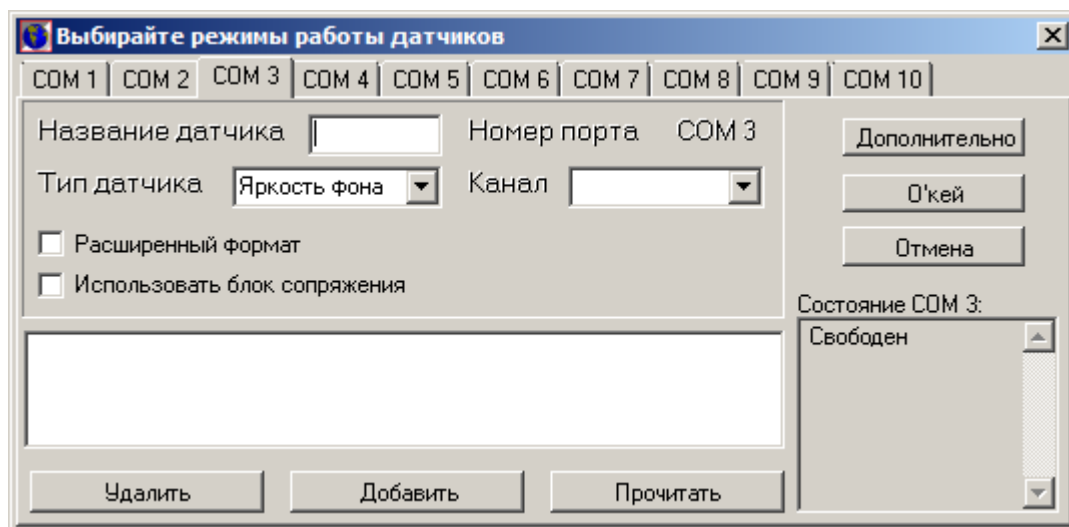 Выбирайте режимы работы датчиков
COM 1 COM 2 COM 3 COM 4 COM 5 COM 6 COM 7 COM 8 COM 9 COM 10
Название датчика Номер порта COM 3
Тип датчика Яркость фона Канал
Расширенный формат
Использовать блок сопряжения
Дополнительно
О'кей
Отмена
Состояние COM 3:
Свободен
Удалить Добавить Прочитать